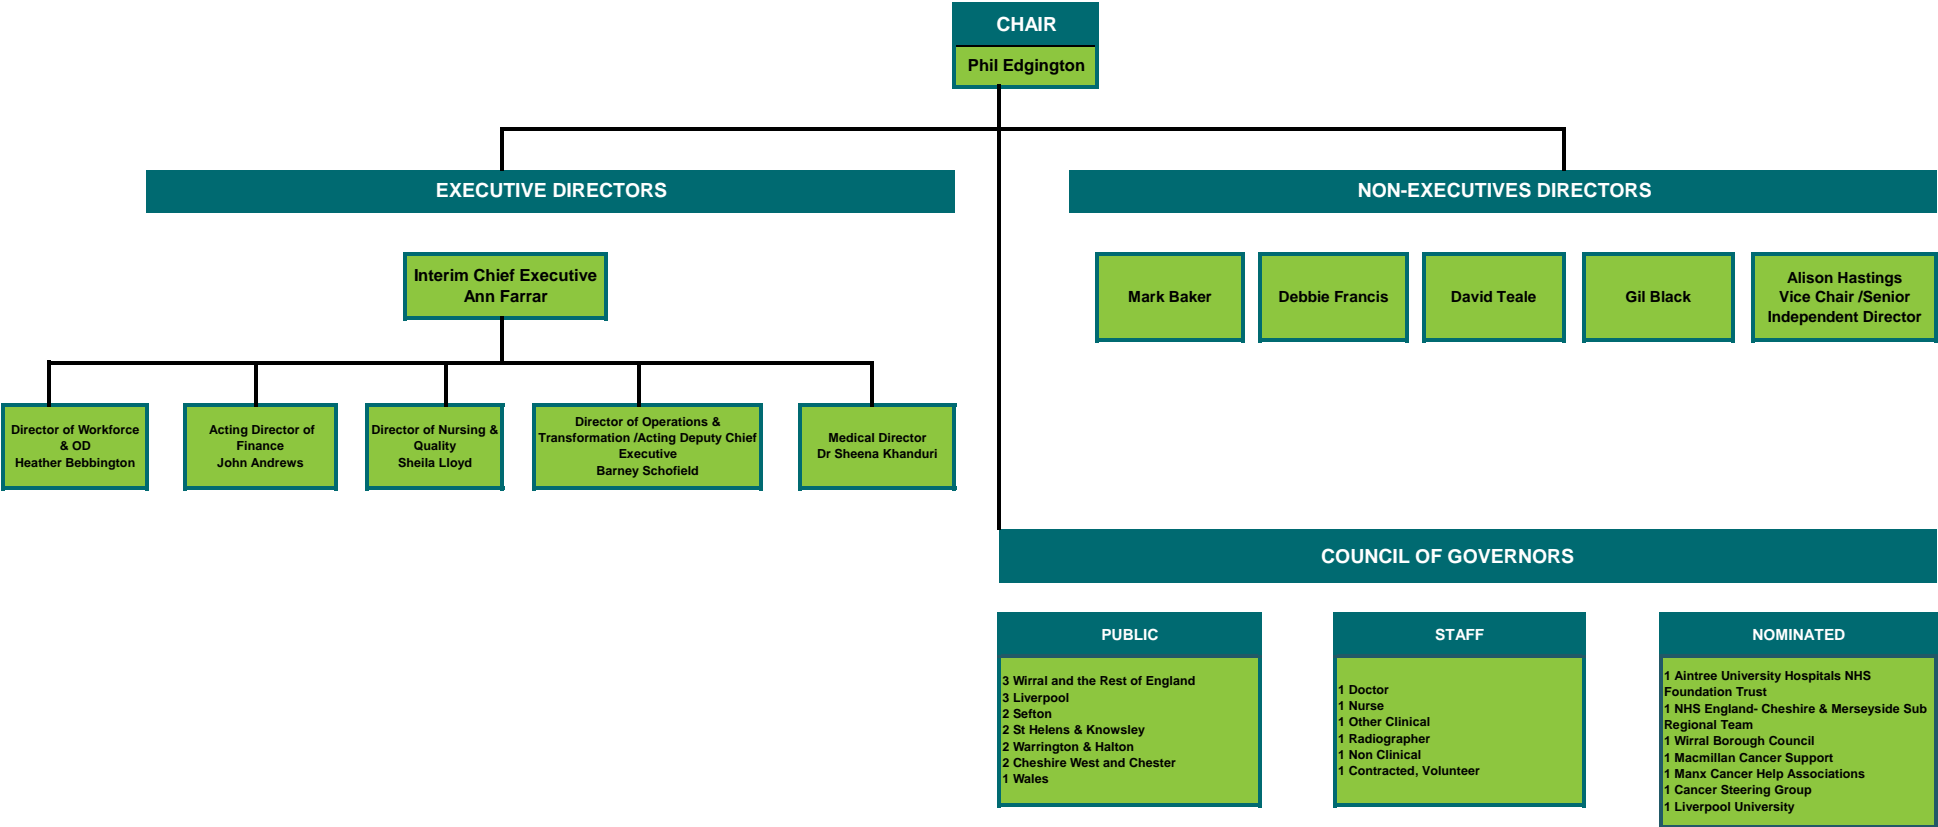 CHAIR
Phil Edgington
EXECUTIVE DIRECTORS
NON-EXECUTIVES DIRECTORS
Interim Chief Executive
Ann Farrar
Mark Baker
Debbie Francis
David Teale
Gil Black
Alison Hastings
Vice Chair /Senior
Independent Director
Director of Workforce
& OD
Heather Bebbington
Acting Director of
Finance
John Andrews
Director of Nursing &
Quality
Sheila Lloyd
Director of Operations &
Transformation /Acting Deputy Chief
Executive
Barney Schofield
Medical Director
Dr Sheena Khanduri
COUNCIL OF GOVERNORS
PUBLIC
3 Wirral and the Rest of England
3 Liverpool
2 Sefton
2 St Helens & Knowsley
2 Warrington & Halton
2 Cheshire West and Chester
1 Wales
STAFF
1 Doctor
1 Nurse
1 Other Clinical
1 Radiographer
1 Non Clinical
1 Contracted, Volunteer
NOMINATED
1 Aintree University Hospitals NHS
Foundation Trust
1 NHS England- Cheshire & Merseyside Sub
Regional Team
1 Wirral Borough Council
1 Macmillan Cancer Support
1 Manx Cancer Help Associations
1 Cancer Steering Group
1 Liverpool University